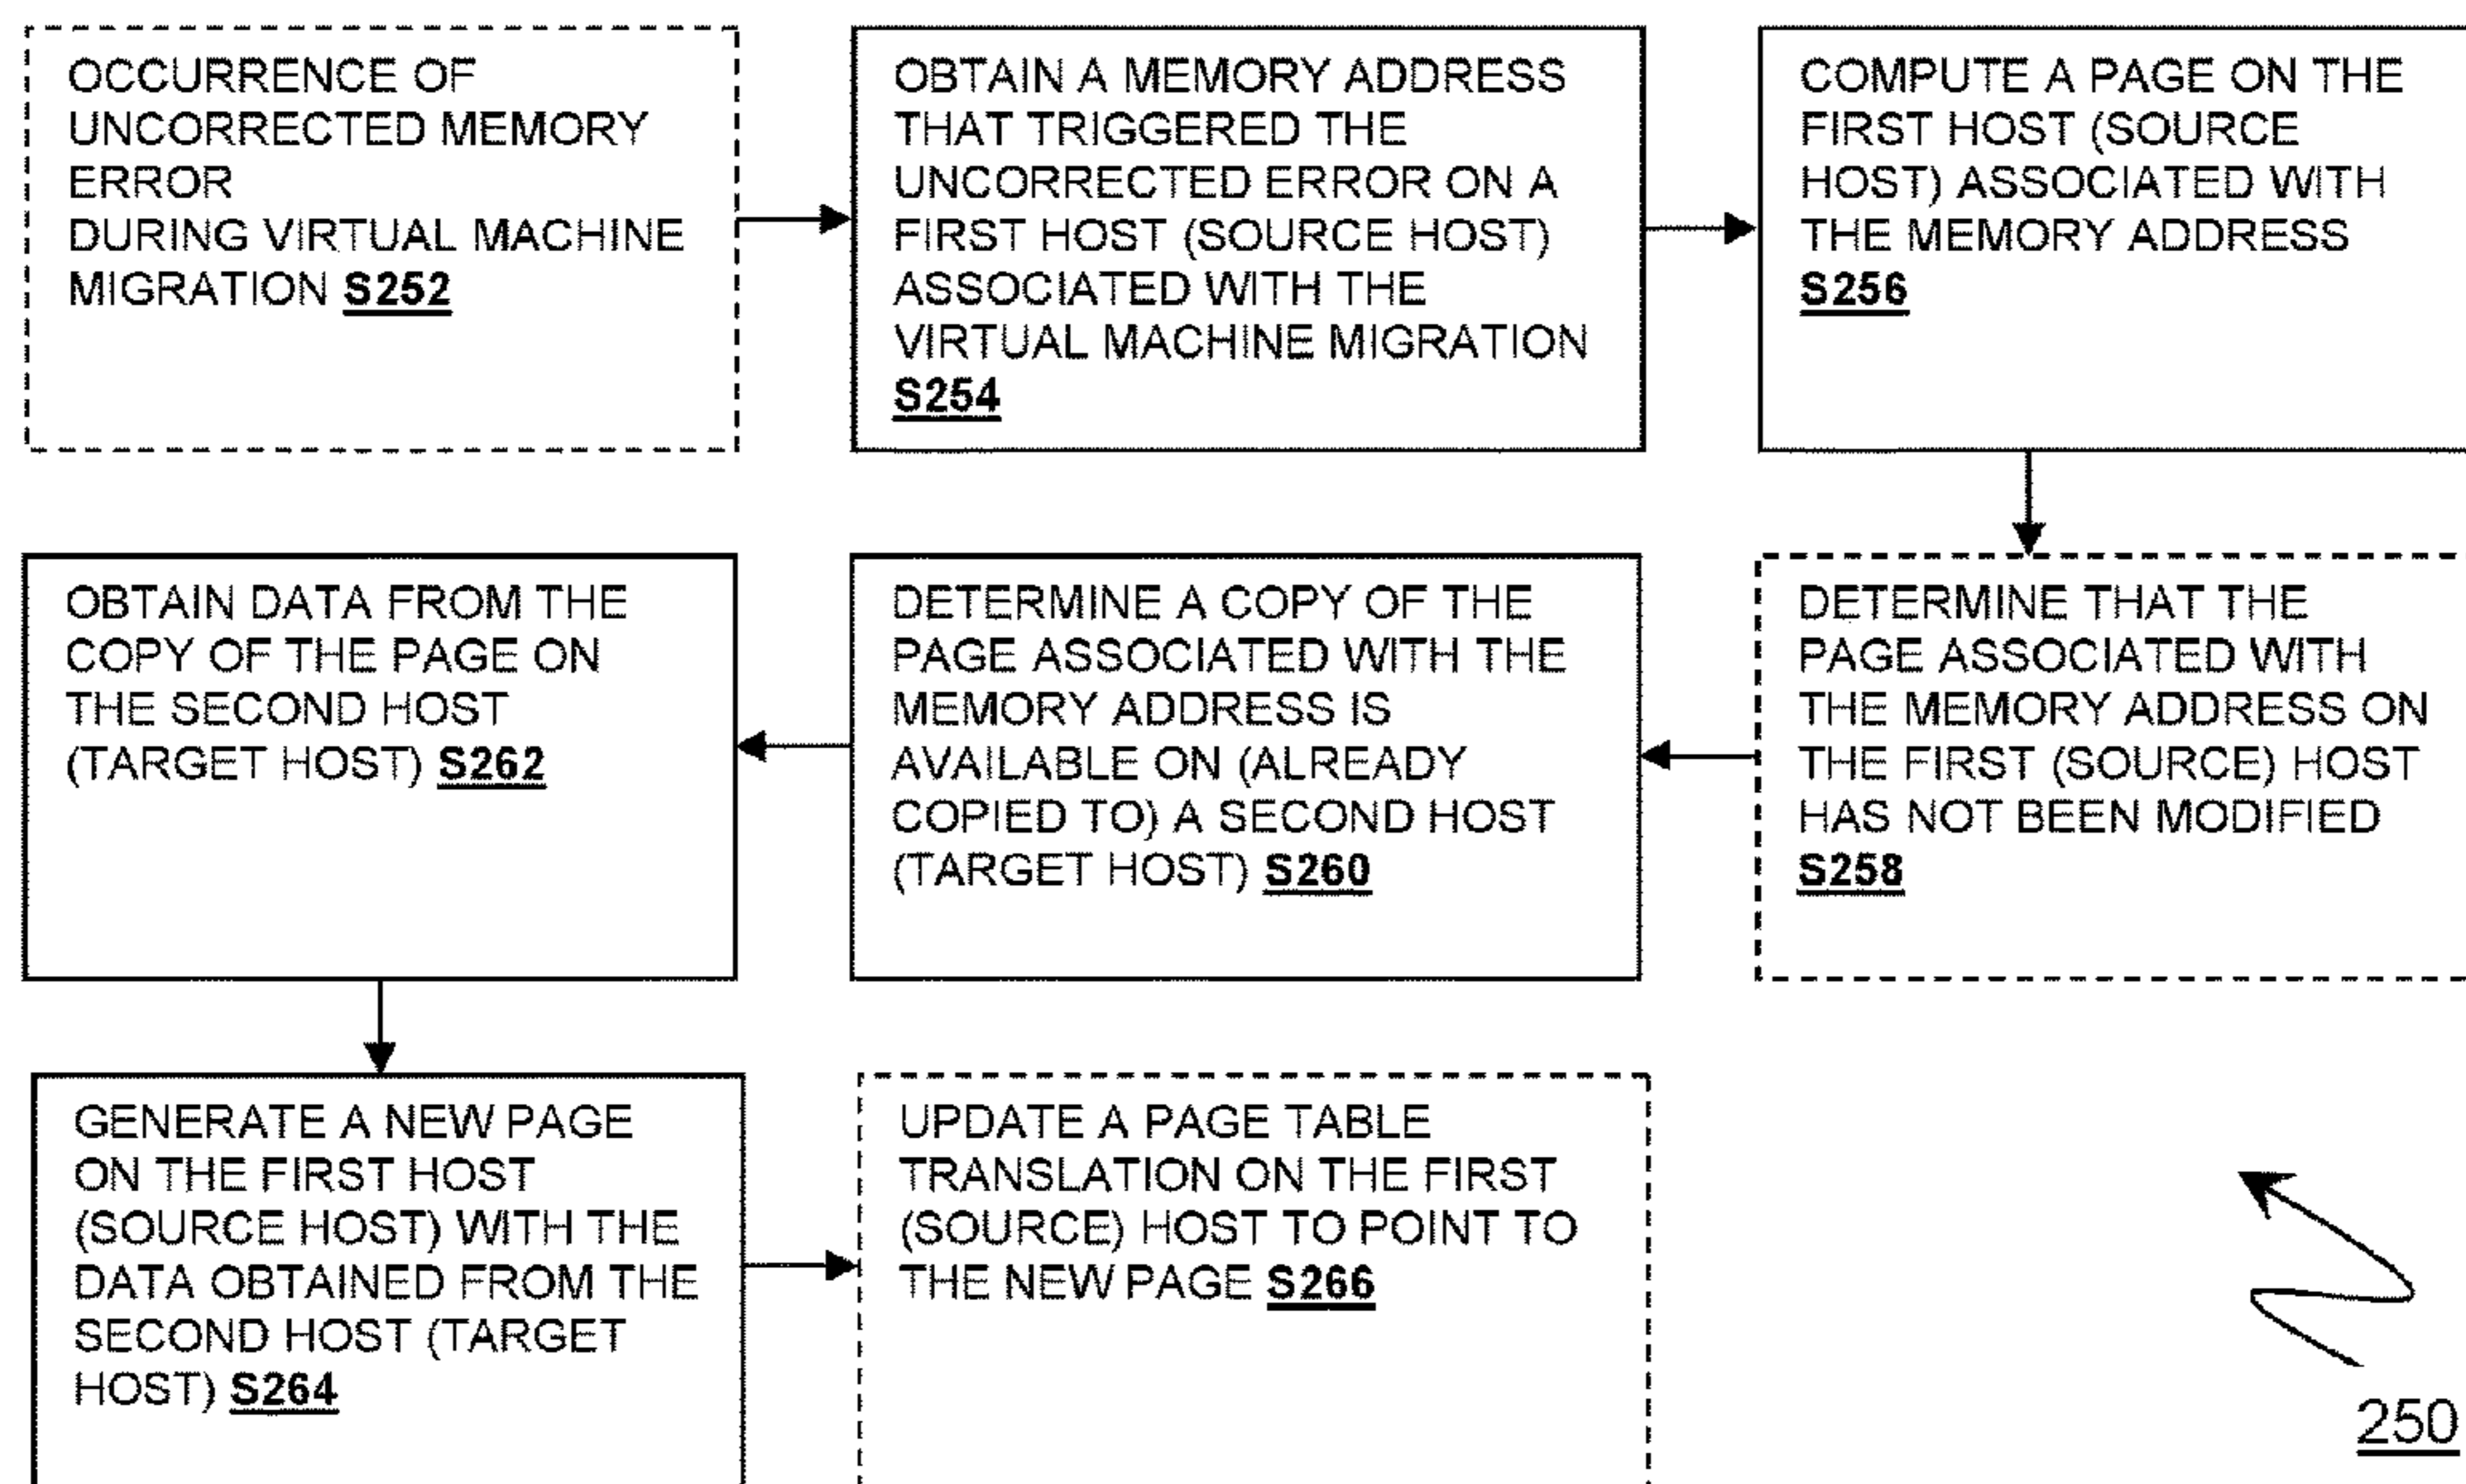 OCCURRENCE OF
UNCORRECTED MEMORY
ERROR
DURING VIRTUAL MACHINE
MIGRATION S252
OBTAIN A MEMORY ADDRESS
THAT TRIGGERED THE
UNCORRECTED ERROR ON A
FIRST HOST (SOURCE HOST)
ASSOCIATED WITH THE
VIRTUAL MACHINE MIGRATION
S254
COMPUTE A PAGE ON THE
FIRST HOST (SOURCE
HOST) ASSOCIATED WITH
THE MEMORY ADDRESS
S256
DETERMINE THAT THE
PAGE ASSOCIATED WITH
THE MEMORY ADDRESS ON
THE FIRST (SOURCE) HOST
HAS NOT BEEN MODIFIED
S258
DETERMINE A COPY OF THE
PAGE ASSOCIATED WITH THE
MEMORY ADDRESS IS
AVAILABLE ON (ALREADY
COPIED TO) A SECOND HOST
(TARGET HOST) S260
OBTAIN DATA FROM THE
COPY OF THE PAGE ON
THE SECOND HOST
(TARGET HOST) S262
GENERATE A NEW PAGE
ON THE FIRST HOST
(SOURCE HOST) WITH THE
DATA OBTAINED FROM THE
SECOND HOST (TARGET
HOST) S264
UPDATE A PAGE TABLE
TRANSLATION ON THE FIRST
(SOURCE) HOST TO POINT TO
THE NEW PAGE S266
250